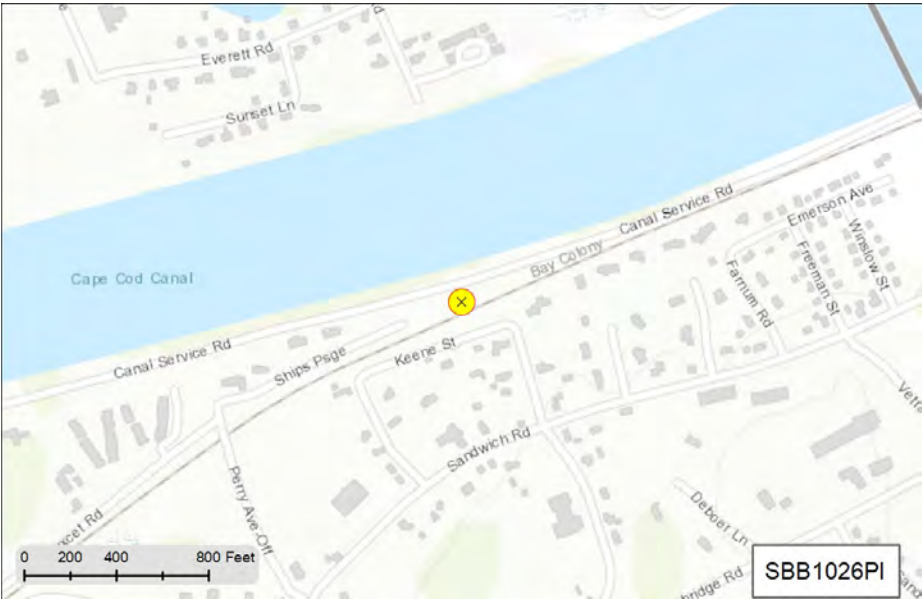 Everett Rd
Sunset Ln
Canal Service Rd
Emerson Ave
Bay Colony
Winslow St
Freeman St
Farnum Rd
Cape Cod Canal
×
Canal Service Rd
Ships Psge
Keene St
Sandwich Rd
Perry Ave-Off
Deboer Ln
0 200 400 800 Feet
SBB1026PI